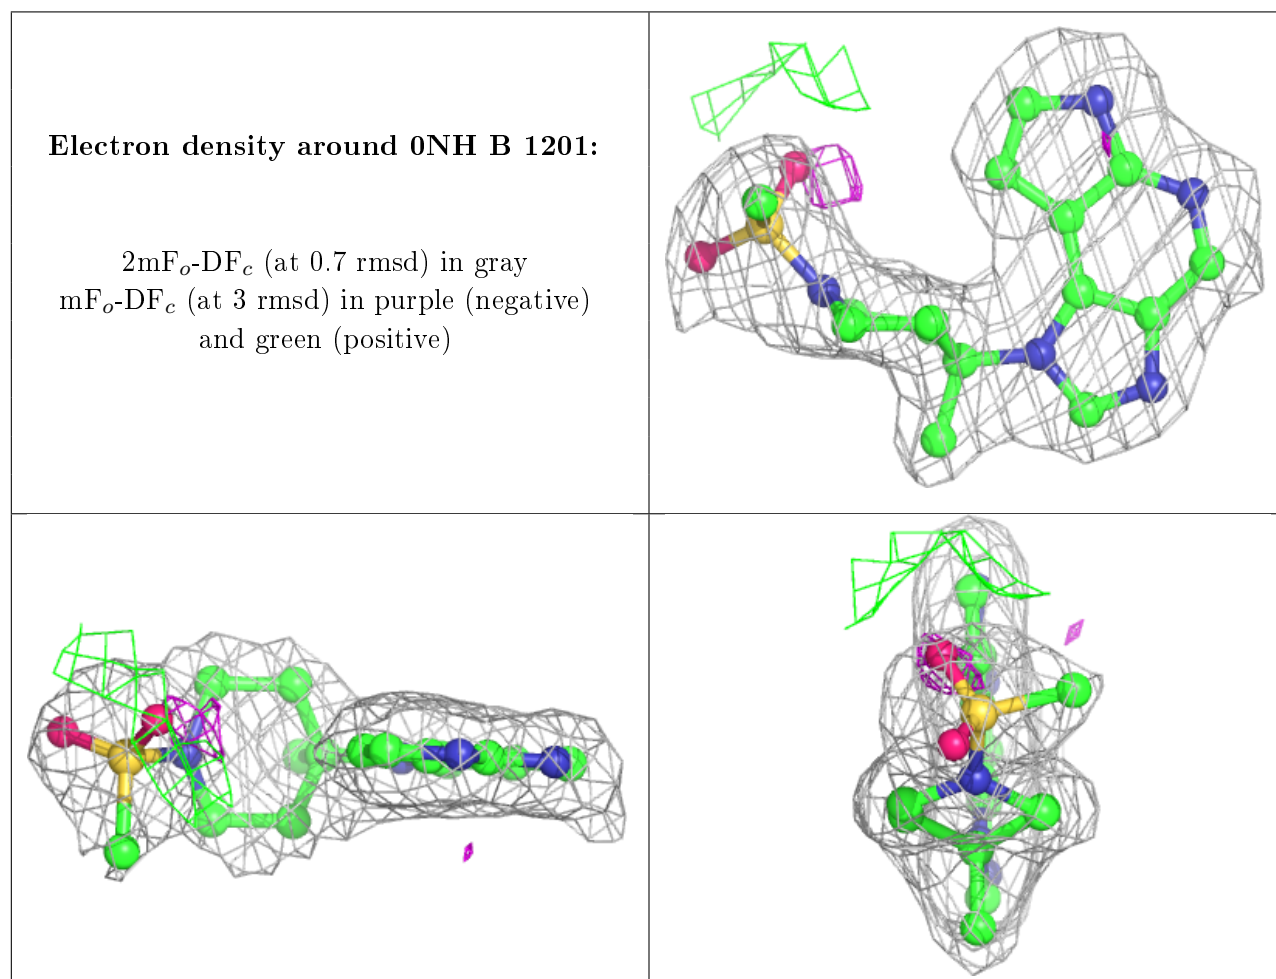 Electron density around 0NH B 1201:
2mFo-DFc (at 0.7 rmsd) in gray
mFo-DFc (at 3 rmsd) in purple (negative)
and green (positive)